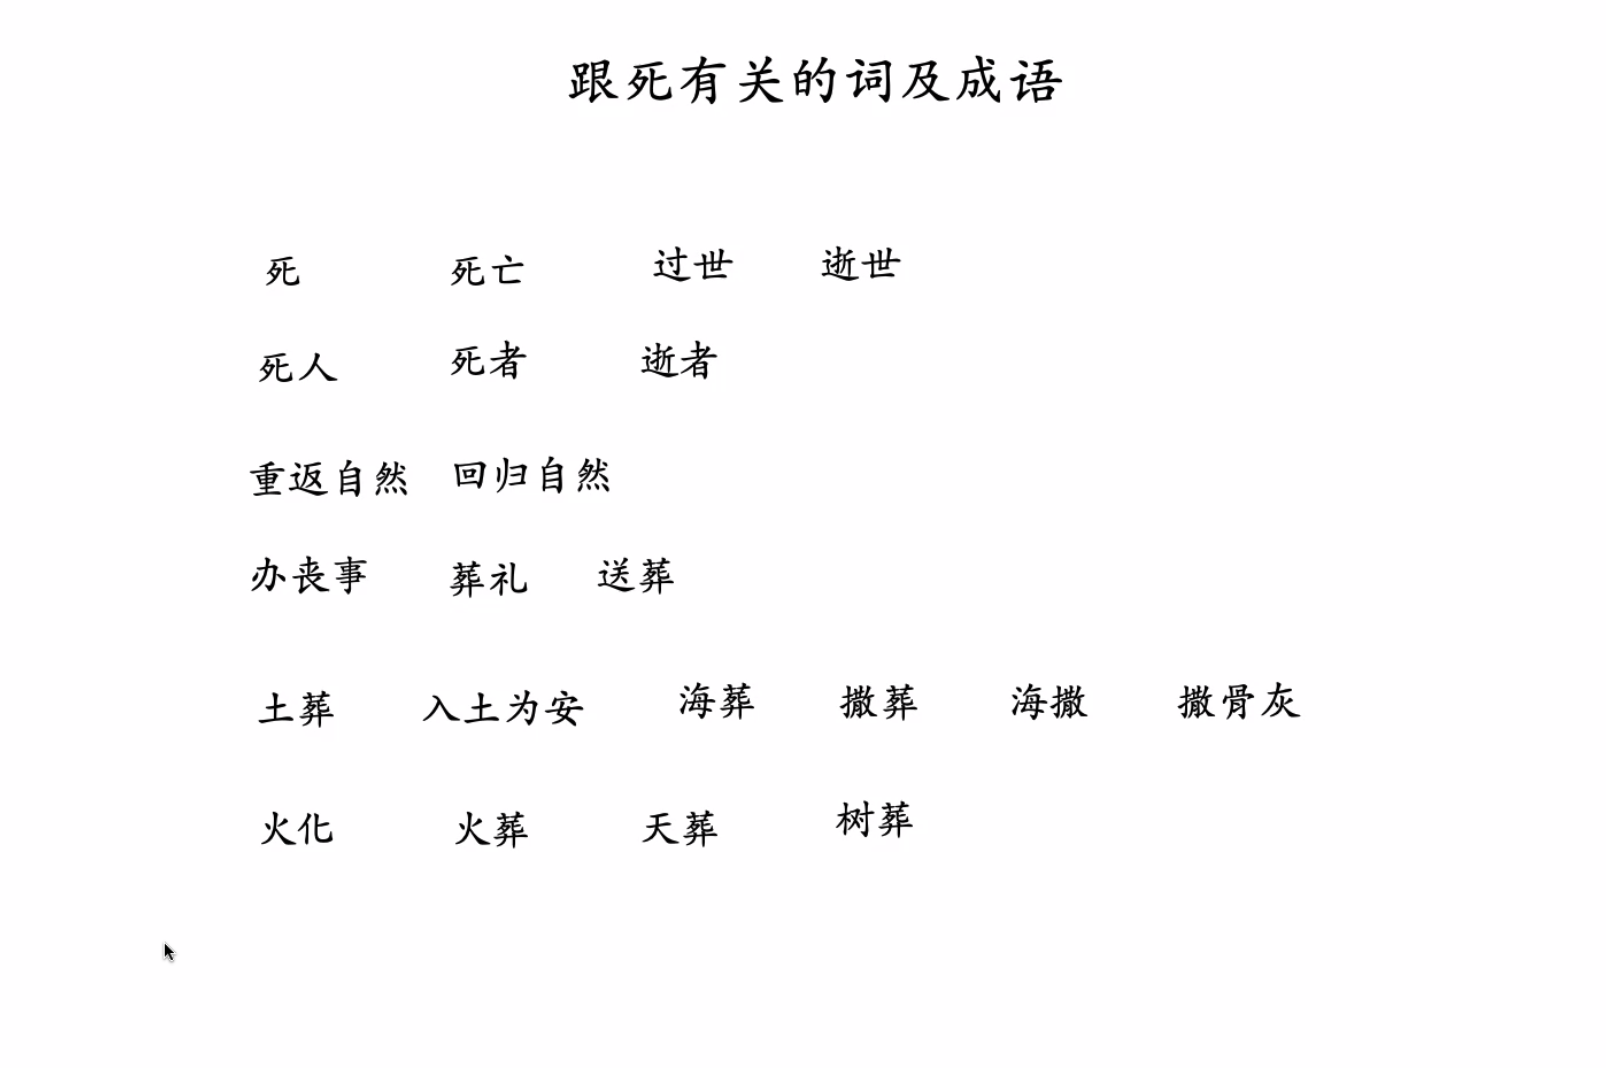 跟死有关的词及成语
死 死亡 过世 逝世
死人 死者 逝者
重返自然 回归自然
办丧事 葬礼 送葬
土葬 入土为安 海葬 撒葬 海撒 撒骨灰
火化 火葬 天葬 树葬